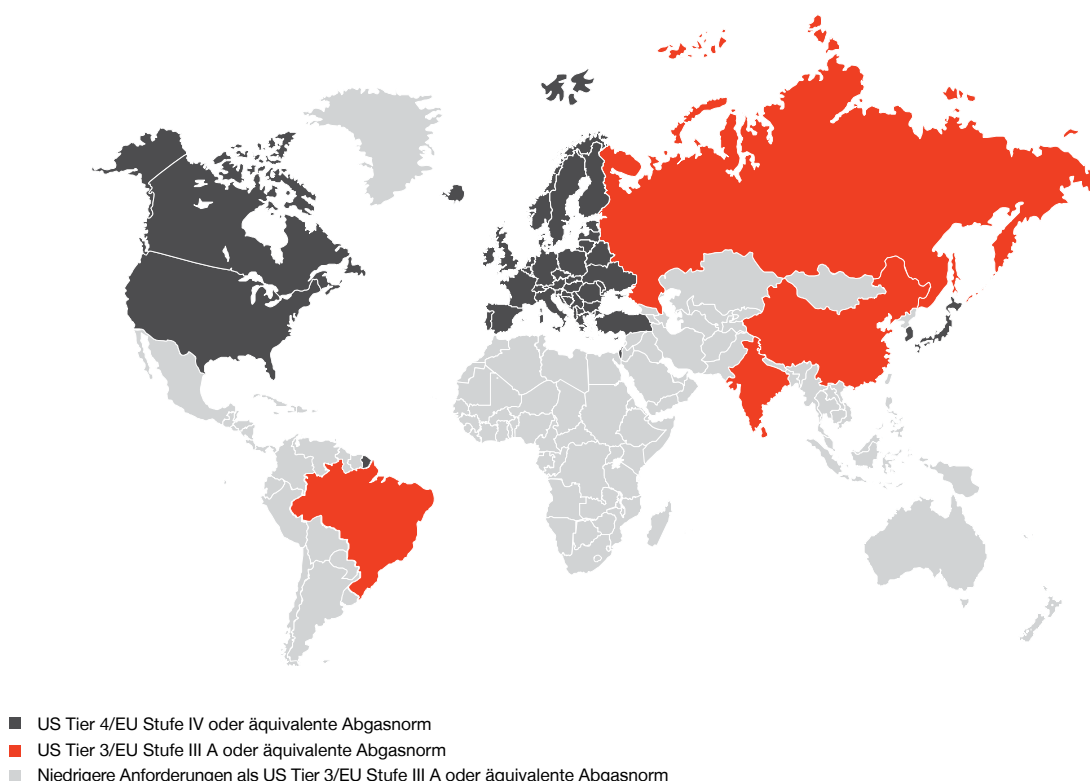 US Tier 4/EU Stufe IV oder äquivalente Abgasnorm
US Tier 3/EU Stufe III A oder äquivalente Abgasnorm
Niedrigere Anforderungen als US Tier 3/EU Stufe III A oder äquivalente Abgasnorm